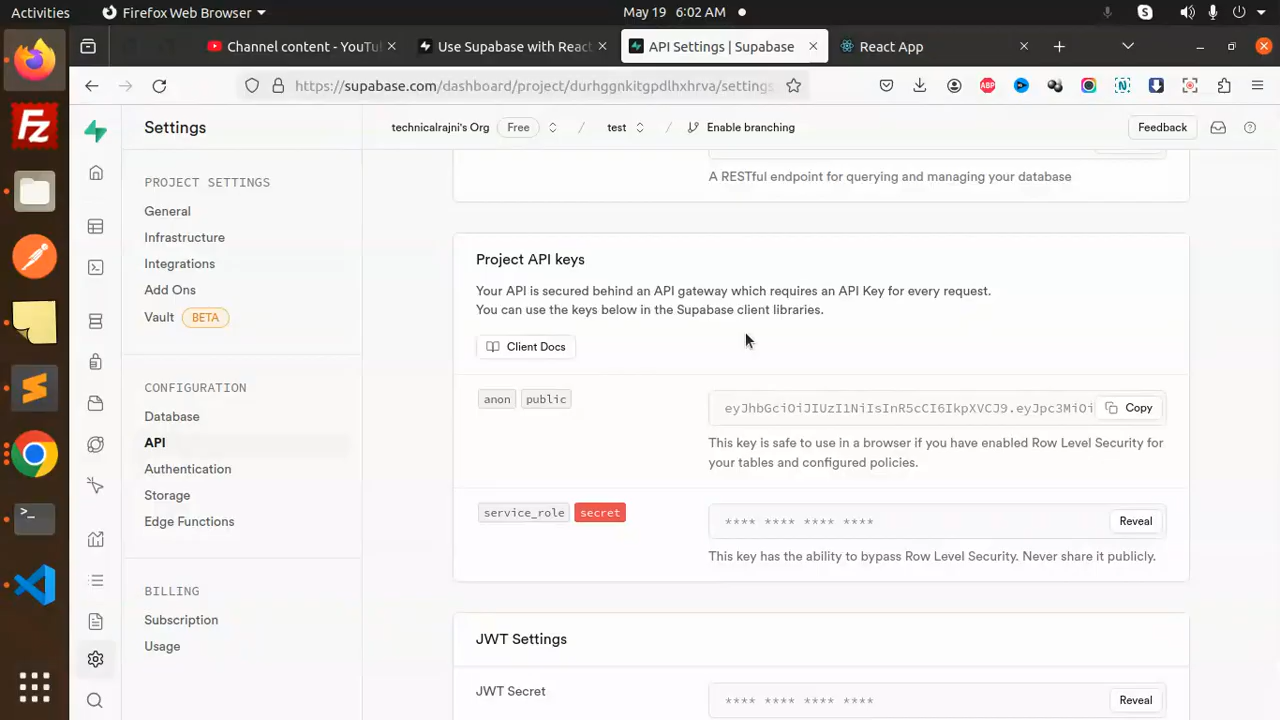 Activities
Firefox Web Browser
May 19 6:02 AM
Channel content - YouTu
Use Supabase with React
API Settings | Supabase
React App
https://supabase.com/dashboard/project/durhggnkitgpdlhxhrva/settings
Settings
technicalrajni's Org
Free
/
test
/
Enable branching
Feedback
PROJECT SETTINGS
General
Infrastructure
Integrations
Add Ons
Vault
BETA
CONFIGURATION
Database
API
Authentication
Storage
Edge Functions
BILLING
Subscription
Usage
A RESTful endpoint for querying and managing your database
Project API keys
Your API is secured behind an API gateway which requires an API Key for every request.
You can use the keys below in the Supabase client libraries.
Client Docs
anon
public
eyJhbGciOiJIUzI1NiIsInR5cCI6IkpXVCJ9.eyJpc3MiOi
Copy
This key is safe to use in a browser if you have enabled Row Level Security for
your tables and configured policies.
service_role
secret
**** **** **** ****
Reveal
This key has the ability to bypass Row Level Security. Never share it publicly.
JWT Settings
JWT Secret
**** **** **** ****
Reveal